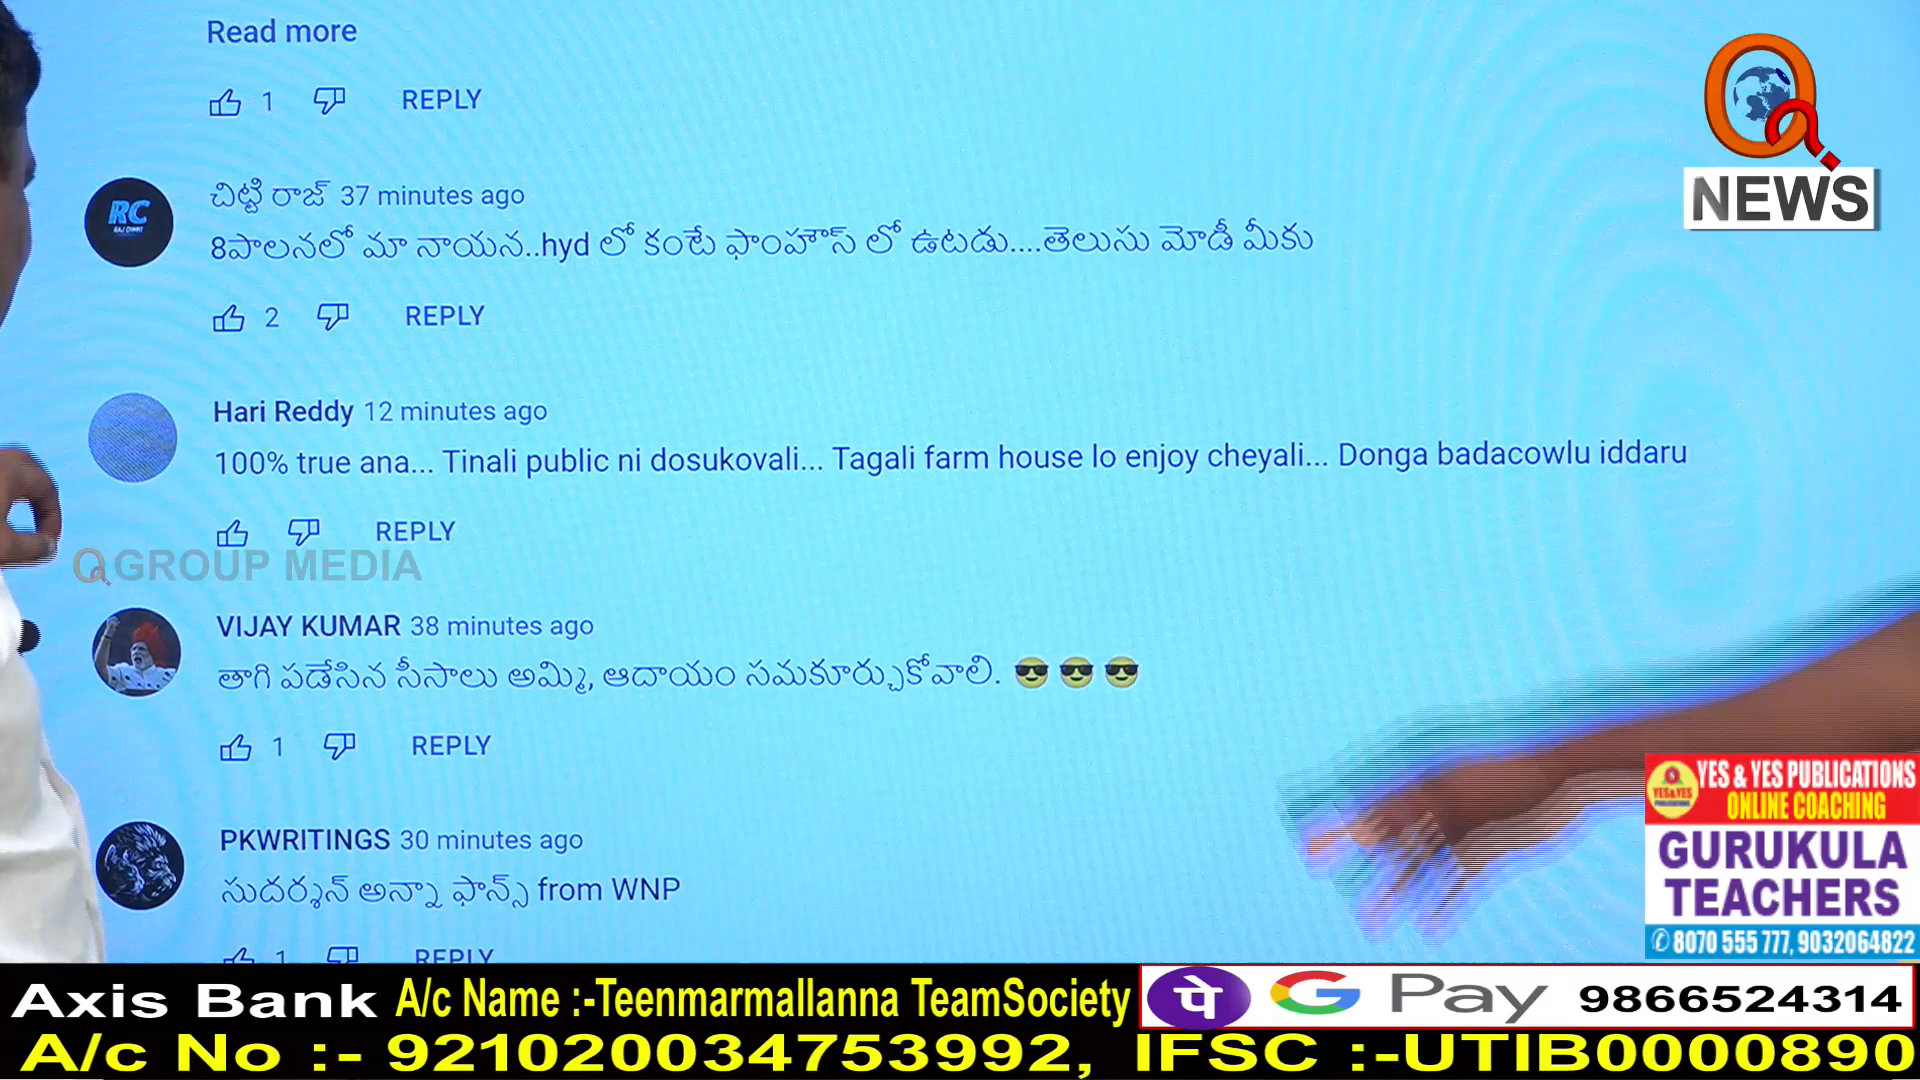 Read more
1 REPLY
చిట్టి రాజ్ 37 minutes ago
8పాలనలో మా నాయన..hyd లో కంటే ఫాంహౌస్ లో ఉటడు....తెలుసు మోడీ మీకు
2 REPLY
Hari Reddy 12 minutes ago
100% true ana... Tinali public ni dosukovali... Tagali farm house lo enjoy cheyali... Donga badacowlu iddaru
REPLY
VIJAY KUMAR 38 minutes ago
తాగి పడేసిన సీసాలు అమ్మి, ఆదాయం సమకూర్చుకోవాలి. 😎 😎 😎
1 REPLY
PKWRITINGS 30 minutes ago
సుదర్శన్ అన్నా ఫాన్స్ from WNP
1 REPLY
Q GROUP MEDIA
Q
NEWS
RC
YES & YES PUBLICATIONS
ONLINE COACHING
GURUKULA
TEACHERS
8070 555 777, 9032064822
Axis Bank A/c Name :-Teenmarmallanna TeamSociety
पे G Pay 9866524314
A/c No :- 921020034753992, IFSC :-UTIB0000890